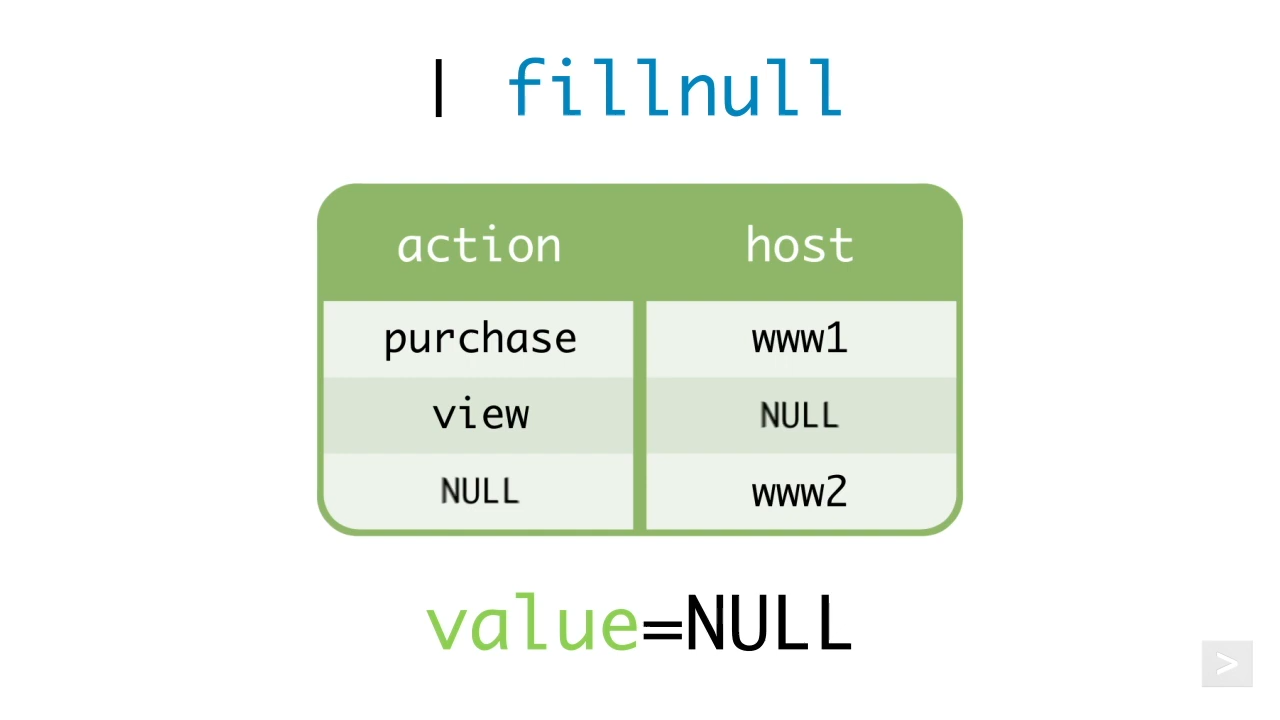 | fillnull
action host
purchase www1
view NULL
NULL www2
value=NULL
>